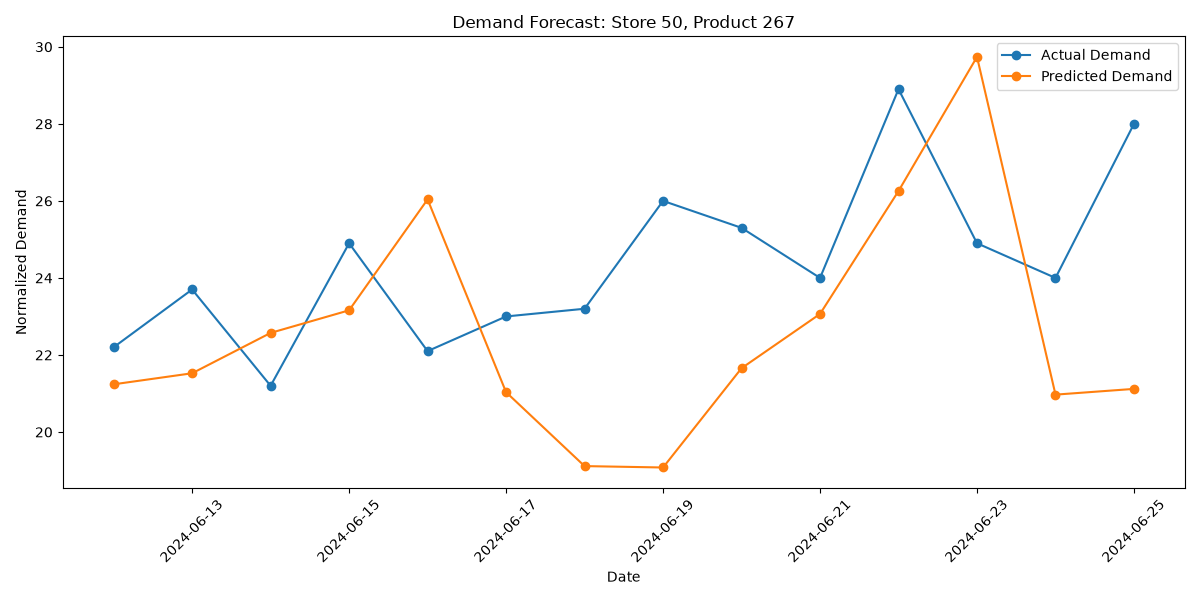 Demand Forecast: Store 50, Product 267
Actual Demand
Predicted Demand
Normalized Demand
30
28
26
24
22
20
2024-06-13
2024-06-15
2024-06-17
2024-06-19
2024-06-21
2024-06-23
2024-06-25
Date